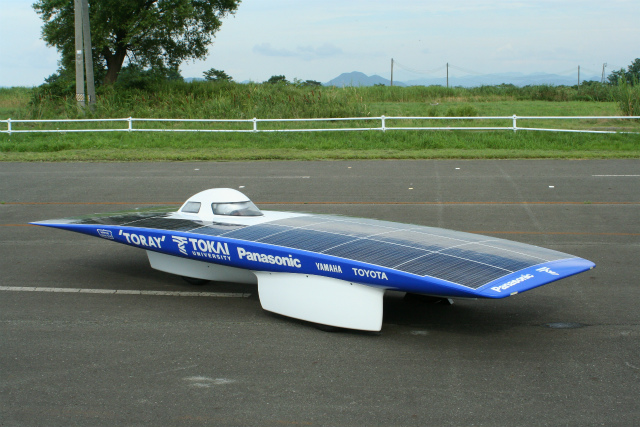 'TORAY'
TOKAI
UNIVERSITY
Panasonic
YAMAHA
TOYOTA
Panasonic